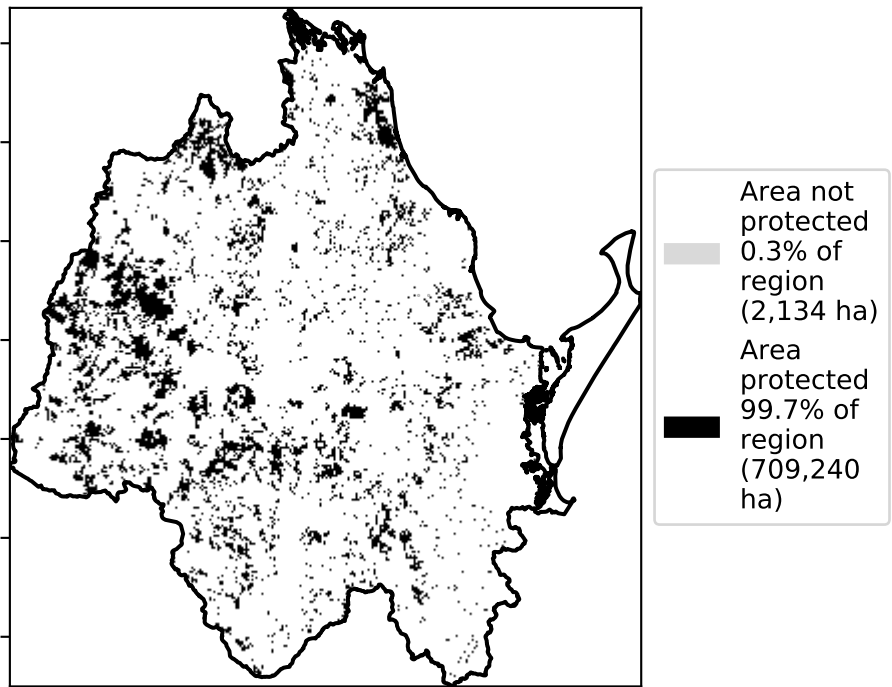 Area not
protected
0.3% of
region
(2,134 ha)
Area
protected
99.7% of
region
(709,240
ha)